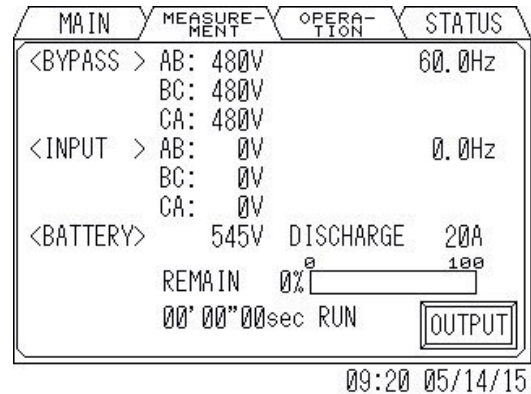 MAIN MEASURE-MENT OPERA-TION STATUS
<BYPASS > AB: 480V 60.0Hz
BC: 480V
CA: 480V
<INPUT > AB: 0V 0.0Hz
BC: 0V
CA: 0V
<BATTERY> 545V DISCHARGE 20A
0 100
REMAIN 0%
00' 00"00sec RUN
OUTPUT
09:20 05/14/15